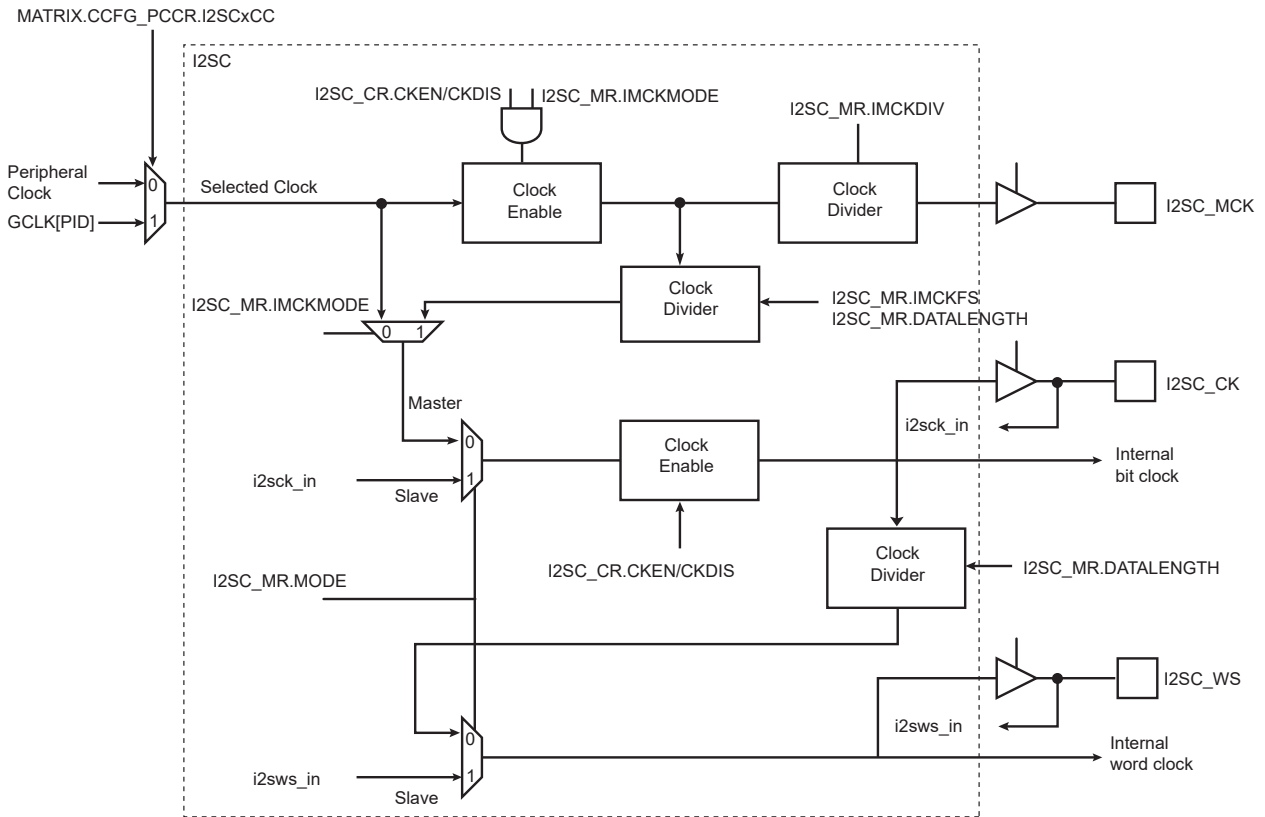 MATRIX.CCFG_PCCR.I2SCxCC
I2SC
I2SC_CR.CKEN/CKDIS
I2SC_MR.IMCKMODE
I2SC_MR.IMCKDIV
Peripheral
Clock
0
GCLK[PID]
1
Selected Clock
Clock
Enable
Clock
Divider
I2SC_MCK
I2SC_MR.IMCKMODE
0
1
Clock
Divider
I2SC_MR.IMCKFS
I2SC_MR.DATALENGTH
Master
i2sck_in
I2SC_CK
0
Clock
Enable
Internal
bit clock
i2sck_in
1
Slave
I2SC_CR.CKEN/CKDIS
I2SC_MR.MODE
Clock
Divider
I2SC_MR.DATALENGTH
I2SC_WS
i2sws_in
0
Internal
word clock
i2sws_in
1
Slave